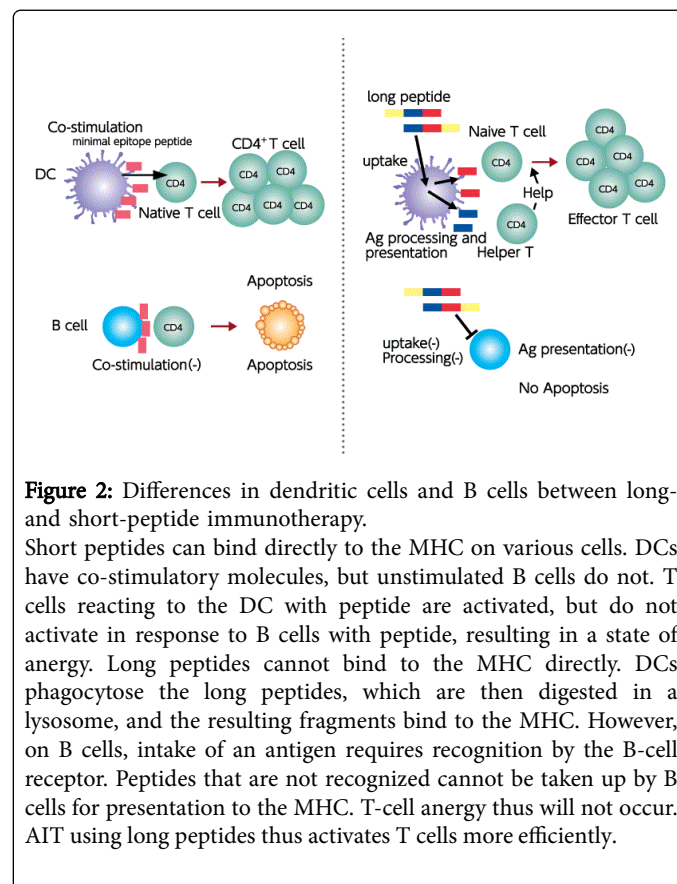 Co-stimulation
minimal epitope peptide
DC
CD4
Native T cell
CD4+ T cell
CD4
CD4
CD4
CD4
CD4
B cell
CD4
Co-stimulation(-)
Apoptosis
Apoptosis
long peptide
uptake
Naive T cell
CD4
Help
CD4
Helper T
Ag processing and
presentation
CD4
CD4
CD4
CD4
CD4
CD4
Effector T cell
uptake(-)
Processing(-)
Ag presentation(-)
No Apoptosis
Figure 2: Differences in dendritic cells and B cells between long-
and short-peptide immunotherapy.
Short peptides can bind directly to the MHC on various cells. DCs
have co-stimulatory molecules, but unstimulated B cells do not. T
cells reacting to the DC with peptide are activated, but do not
activate in response to B cells with peptide, resulting in a state of
anergy. Long peptides cannot bind to the MHC directly. DCs
phagocytose the long peptides, which are then digested in a
lysosome, and the resulting fragments bind to the MHC. However,
on B cells, intake of an antigen requires recognition by the B-cell
receptor. Peptides that are not recognized cannot be taken up by B
cells for presentation to the MHC. T-cell anergy thus will not occur.
AIT using long peptides thus activates T cells more efficiently.